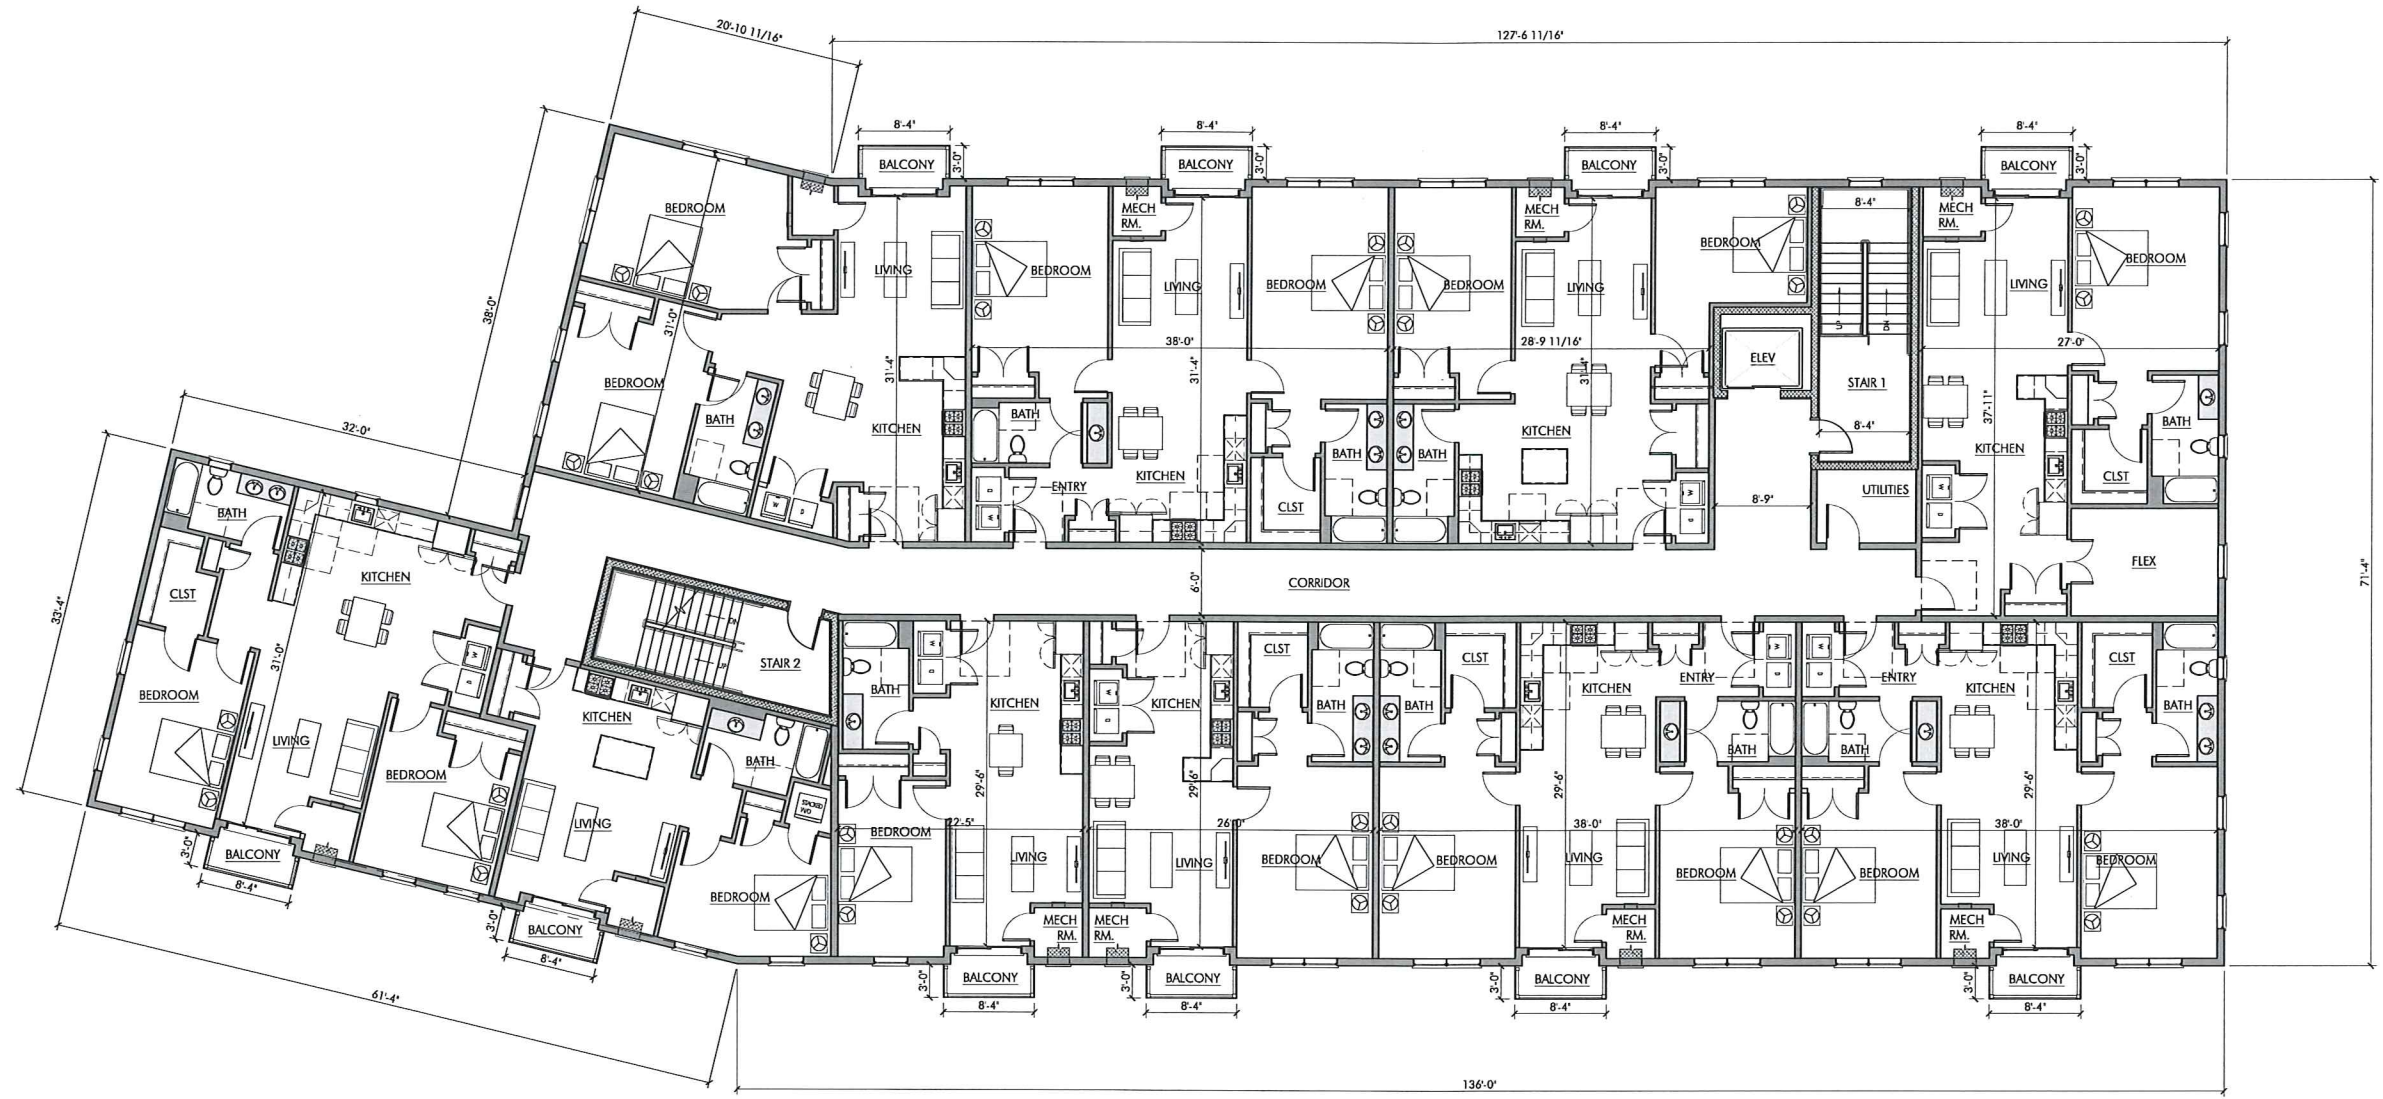 20'-10 11/16"
127'-6 11/16"
8'-4"
8'-4"
8'-4"
8'-4"
BALCONY
3'-0"
BALCONY
3'-0"
BALCONY
3'-0"
BALCONY
3'-0"
38'-0"
BEDROOM
MECH
RM.
MECH
RM.
8'-4"
MECH
RM.
LIVING
BEDROOM
LIVING
BEDROOM
BEDROOM
LIVING
BEDROOM
LIVING
BEDROOM
31'-0"
UP
DN
31'-4"
38'-0"
31'-4"
28'-9 11/16"
31'-4"
ELEV
27'-0"
BEDROOM
STAIR 1
37'-11"
32'-0"
BATH
KITCHEN
BATH
KITCHEN
BATH
BATH
KITCHEN
8'-4"
KITCHEN
BATH
CLST
ENTRY
CLST
8'-9"
UTILITIES
W
D
W
D
W
D
W
D
BATH
KITCHEN
CLST
33'-4"
31'-0"
CORRIDOR
6'-0"
FLEX
71'-4"
STAIR 2
DN
UP
W
D
BEDROOM
LIVING
BEDROOM
KITCHEN
BATH
LIVING
BEDROOM
BATH
W
D
KITCHEN
W
D
KITCHEN
CLST
BATH
BATH
CLST
KITCHEN
ENTRY
W
D
BATH
W
D
ENTRY
BATH
KITCHEN
CLST
BATH
29'-6"
29'-6"
29'-6"
29'-6"
22'-5"
26'-0"
38'-0"
38'-0"
BEDROOM
LIVING
LIVING
BEDROOM
BEDROOM
LIVING
BEDROOM
BEDROOM
LIVING
BEDROOM
MECH
RM.
MECH
RM.
MECH
RM.
MECH
RM.
BALCONY
3'-0"
8'-4"
BALCONY
3'-0"
8'-4"
BALCONY
3'-0"
8'-4"
BALCONY
3'-0"
8'-4"
BALCONY
3'-0"
8'-4"
BALCONY
3'-0"
8'-4"
61'-4"
136'-0"